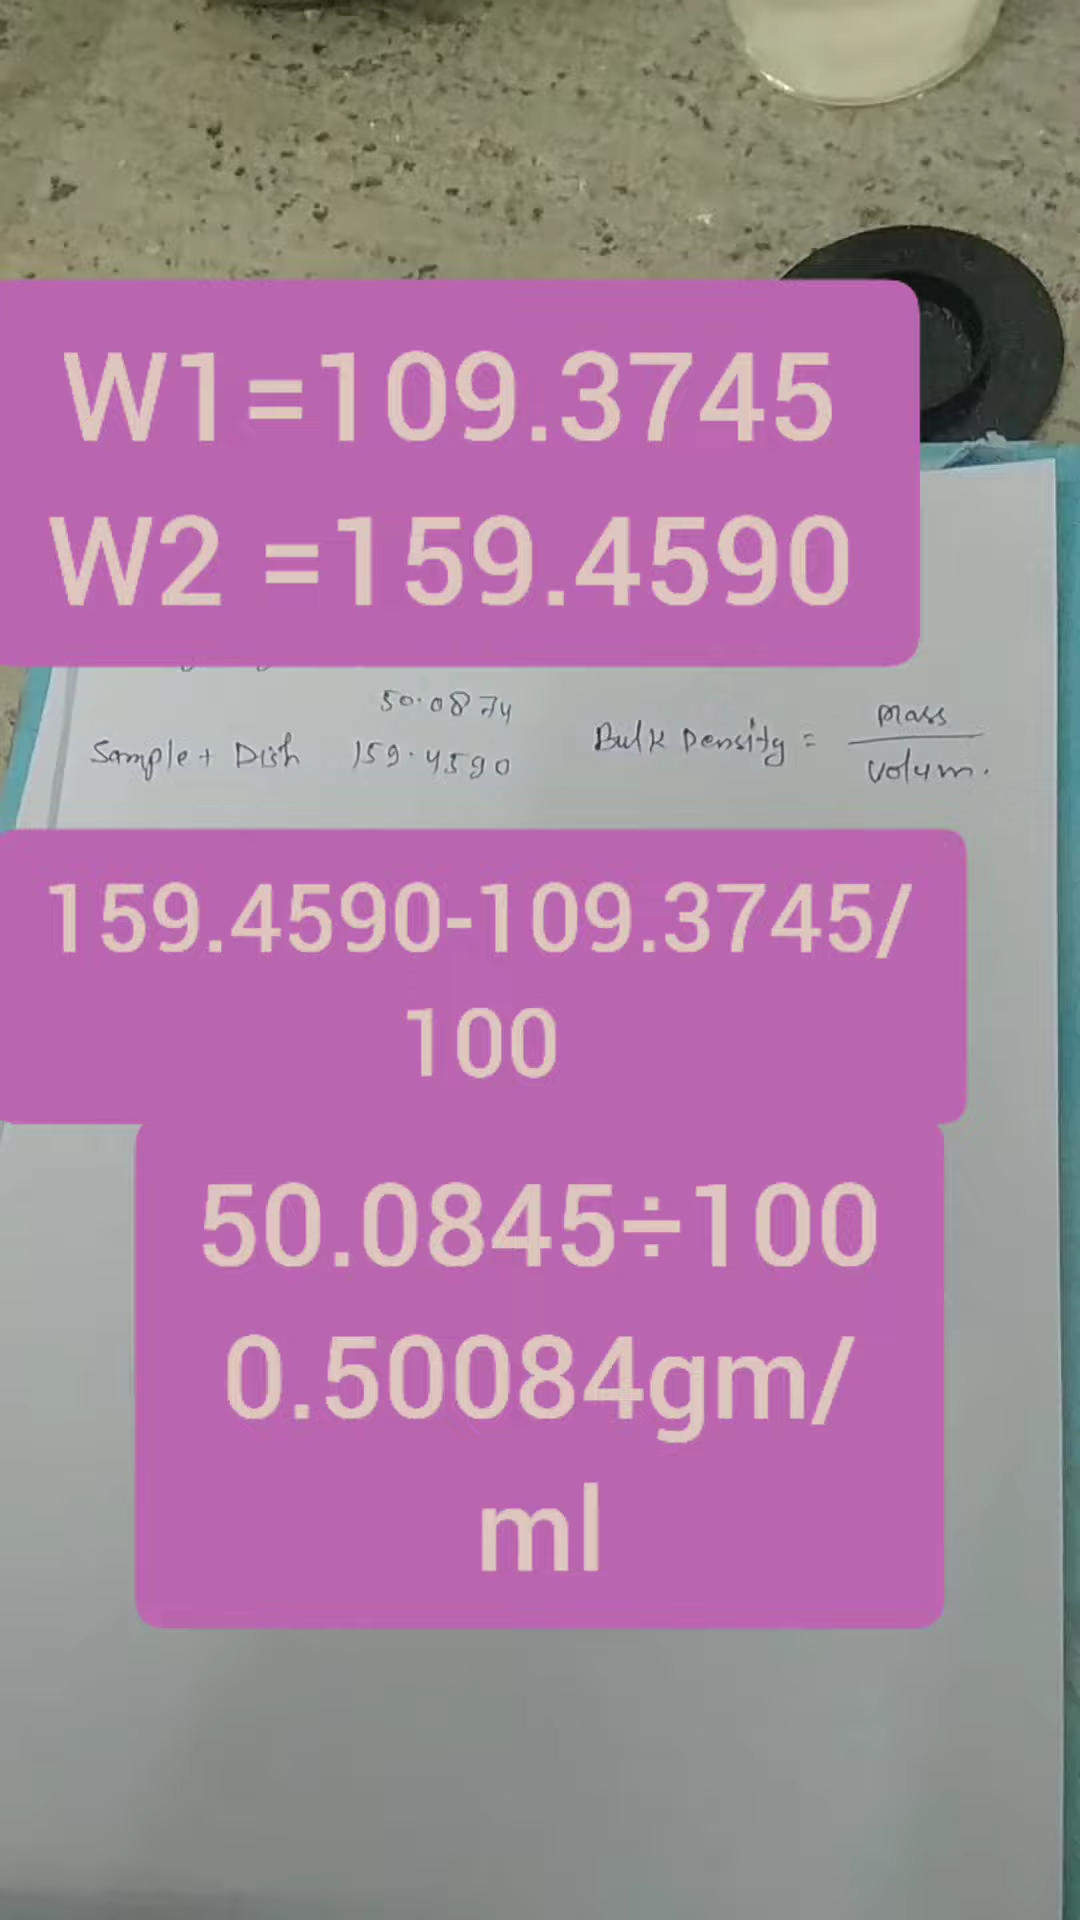 W1=109.3745
W2 =159.4590
50.0874
Sample + Dish 159.4590
Bulk Density = mass
volum.
159.4590-109.3745/
100
50.0845÷100
0.50084gm/
ml